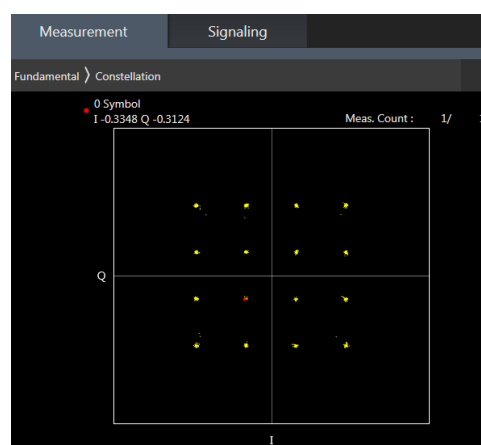 Measurement Signaling
Fundamental 〉 Constellation
0 Symbol
I -0.3348 Q -0.3124 Meas. Count : 1/
Q
I